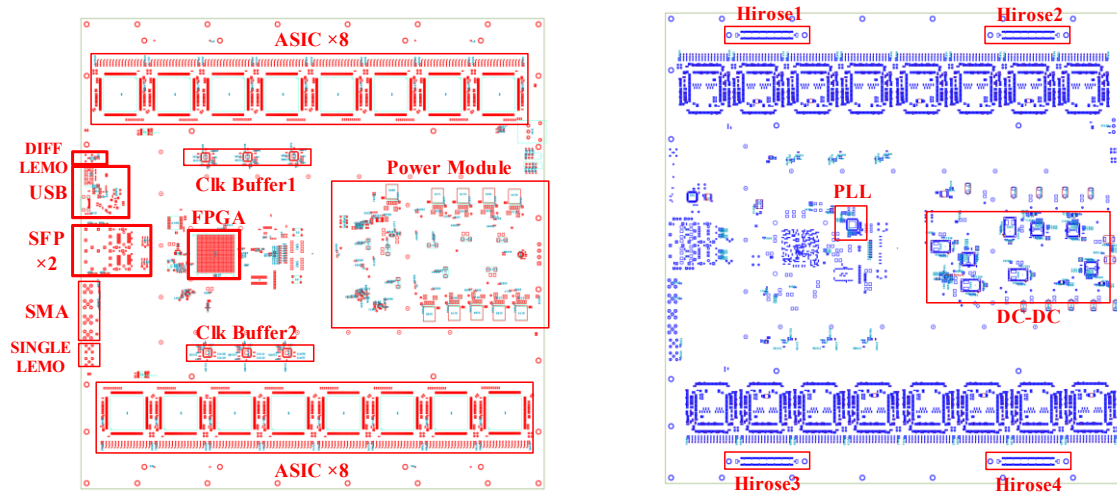 ASIC ×8
DIFF
LEMO
USB
Clk Buffer1
Power Module
FPGA
SFP
×2
SMA
Clk Buffer2
SINGLE
LEMO
ASIC ×8
Hirose1
Hirose2
PLL
DC-DC
Hirose3
Hirose4